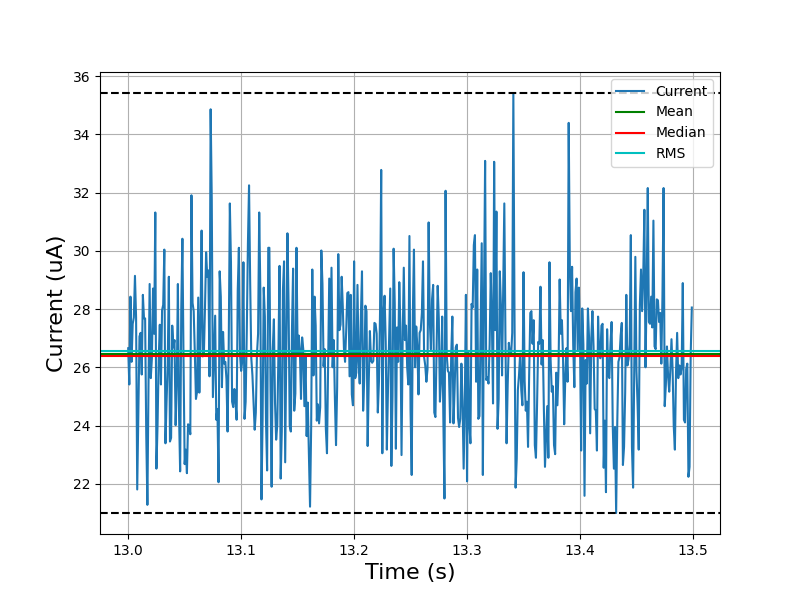 36
34
32
30
28
26
24
22
Current (uA)
13.0
13.1
13.2
13.3
13.4
13.5
Time (s)
Current
Mean
Median
RMS